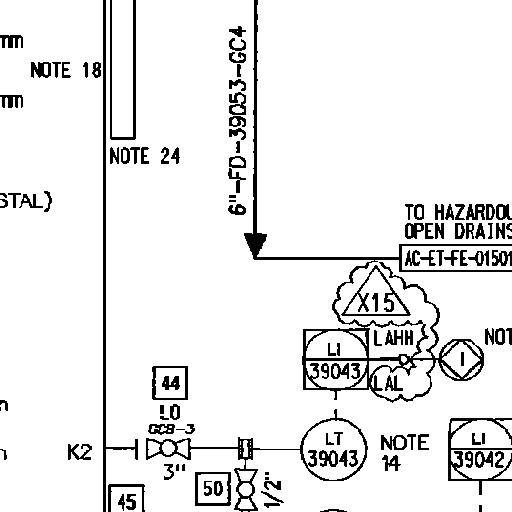 mm
NOTE 18
mm
NOTE 24
6"-FD-39053-GC4
STAL)
TO HAZARDOU
OPEN DRAINS
AC-ET-FE-01501
X15
LAHH
NOT
LI
39043
I
LAL
44
LO
GCB-3
K2
3"
LT
39043
NOTE
14
LI
39042
50
1/2"
45